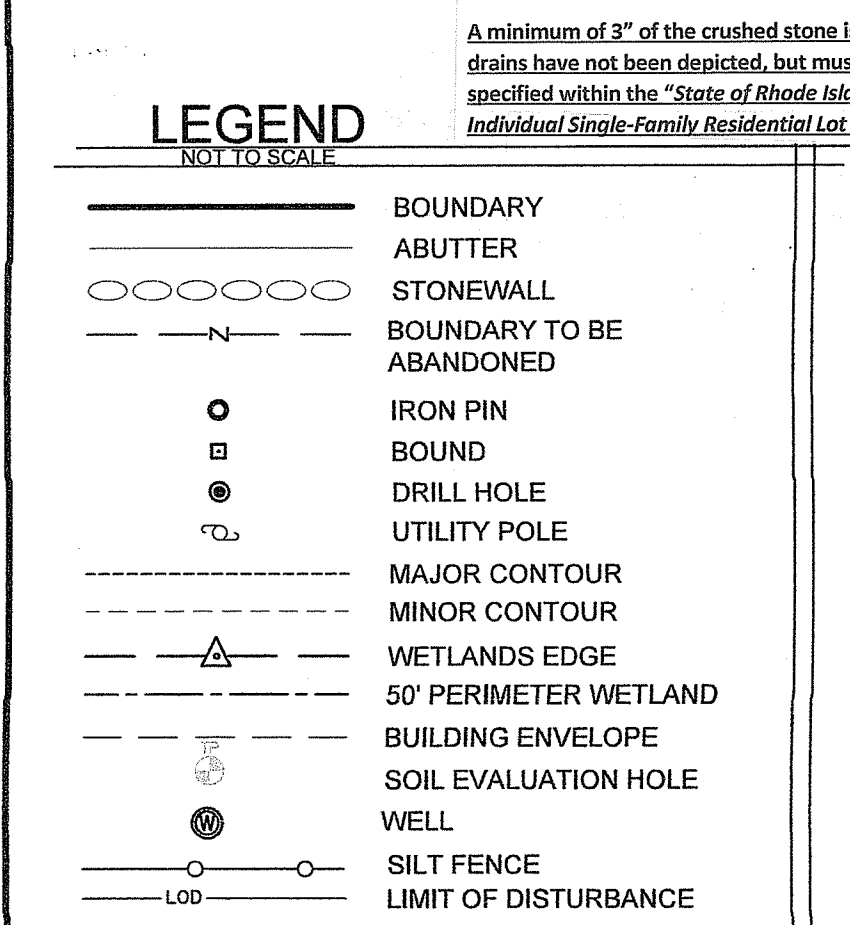 A minimum of 3" of the crushed stone
drains have not been depicted, but
specified within the "State of Rhode
Individual Single-Family Residential Lot
LEGEND
NOT TO SCALE
BOUNDARY
ABUTTER
STONEWALL
N
BOUNDARY TO BE
ABANDONED
IRON PIN
BOUND
DRILL HOLE
UTILITY POLE
MAJOR CONTOUR
MINOR CONTOUR
WETLANDS EDGE
50' PERIMETER WETLAND
BUILDING ENVELOPE
TP
SOIL EVALUATION HOLE
W
WELL
SILT FENCE
LOD
LIMIT OF DISTURBANCE